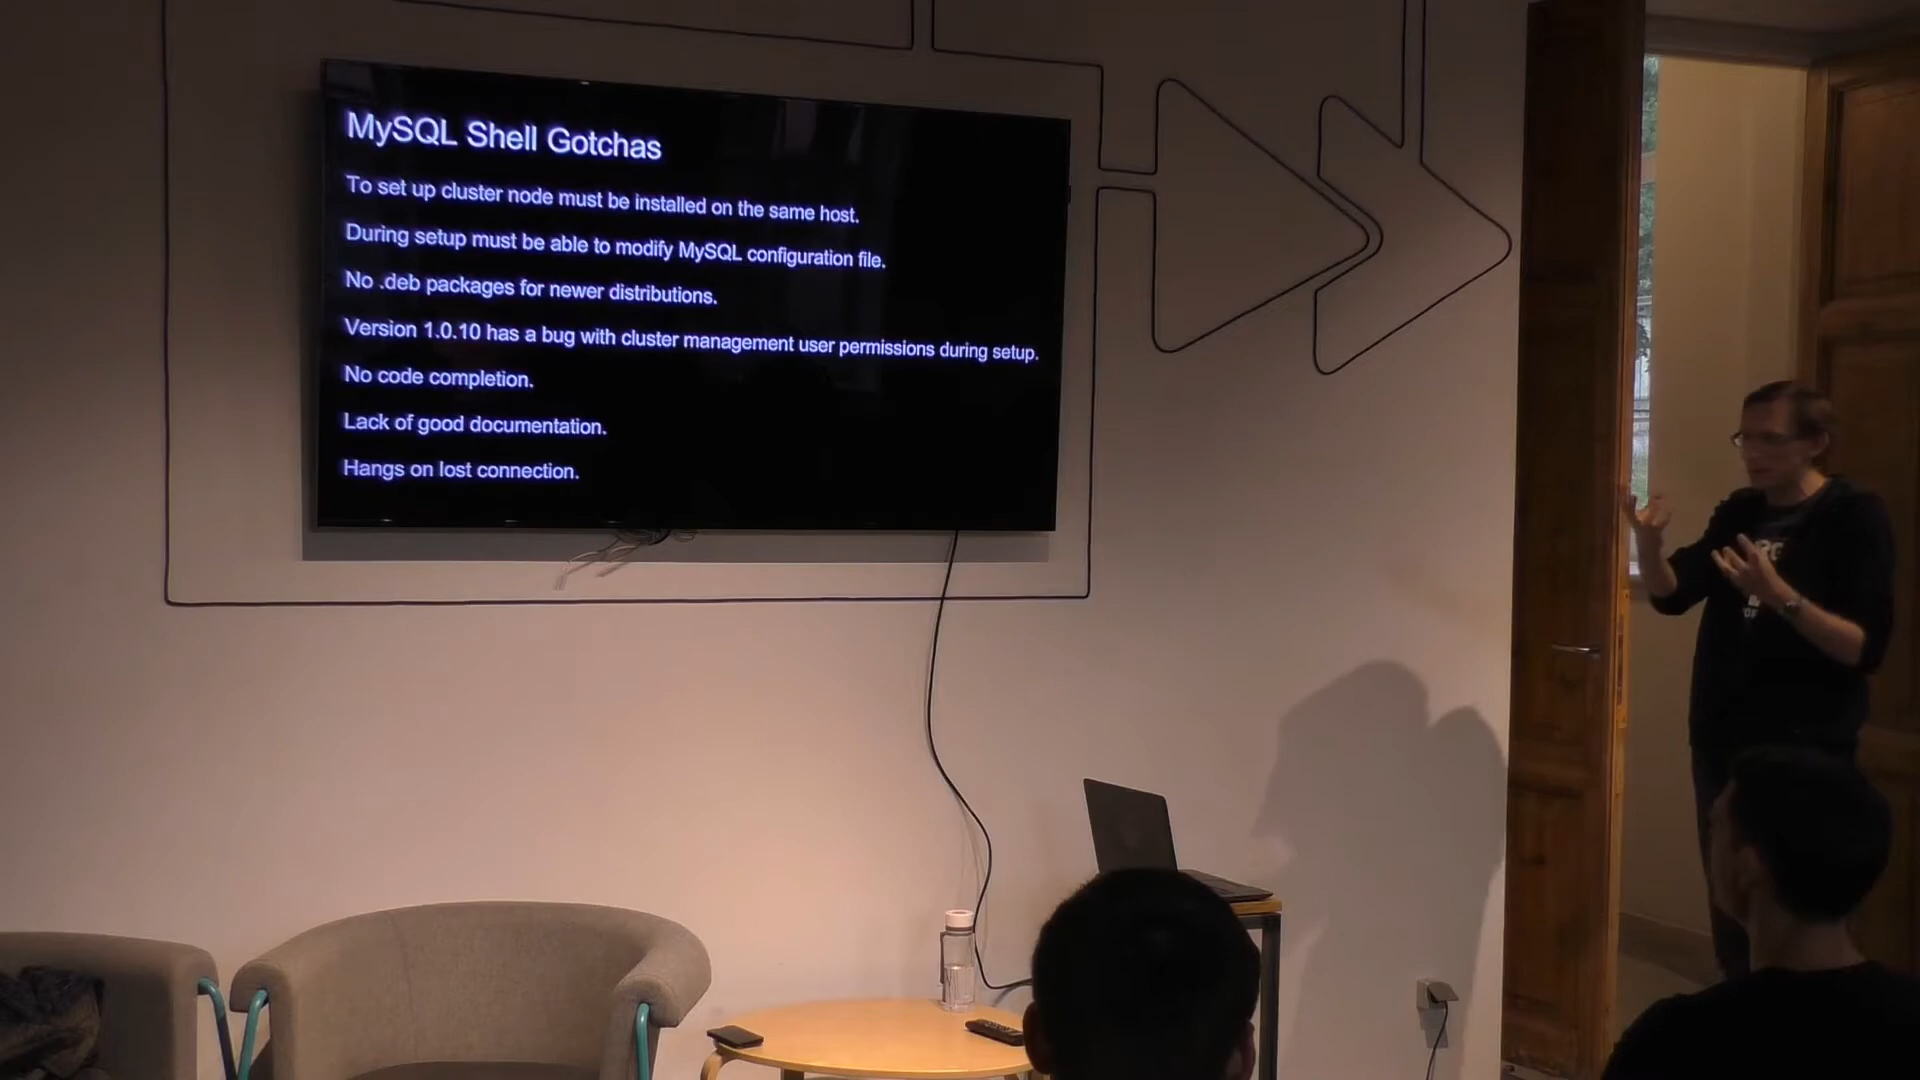 MySQL Shell Gotchas
To set up cluster node must be installed on the same host.
During setup must be able to modify MySQL configuration file.
No .deb packages for newer distributions.
Version 1.0.10 has a bug with cluster management user permissions during setup.
No code completion.
Lack of good documentation.
Hangs on lost connection.